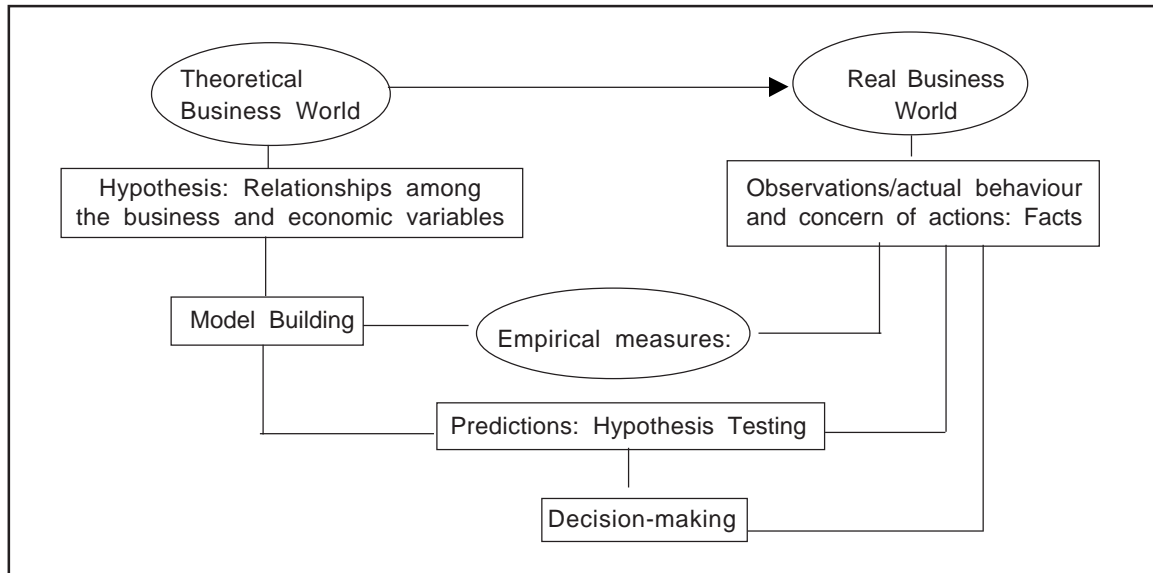 Theoretical
Business World
Real Business
World
Hypothesis: Relationships among
the business and economic variables
Observations/actual behaviour
and concern of actions: Facts
Model Building
Empirical measures:
Predictions: Hypothesis Testing
Decision-making